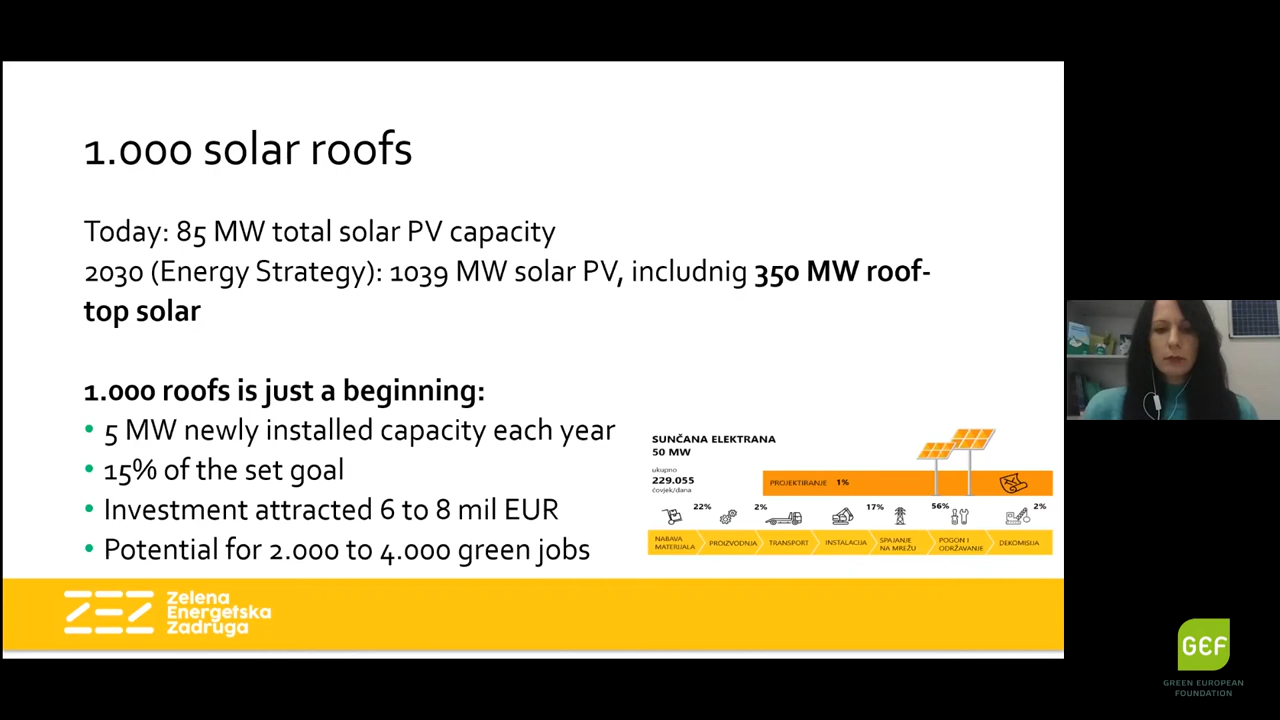 1.000 solar roofs
Today: 85 MW total solar PV capacity
2030 (Energy Strategy): 1039 MW solar PV, includnig 350 MW roof-
top solar
1.000 roofs is just a beginning:
• 5 MW newly installed capacity each year
• 15% of the set goal
• Investment attracted 6 to 8 mil EUR
• Potential for 2.000 to 4.000 green jobs
SUNČANA ELEKTRANA
50 MW
ukupno
229.055
čovjek/dana
PROJEKTIRANJE 1%
22% 2% 17% 56% 2%
NABAVA
MATERIJALA
PROIZVODNJA
TRANSPORT
INSTALACIJA
SPAJANJE
NA MREŽU
POGON I
ODRŽAVANJE
DEKOMISIJA
ZEZ
Zelena
Energetska
Zadruga
GEF
GREEN EUROPEAN
FOUNDATION